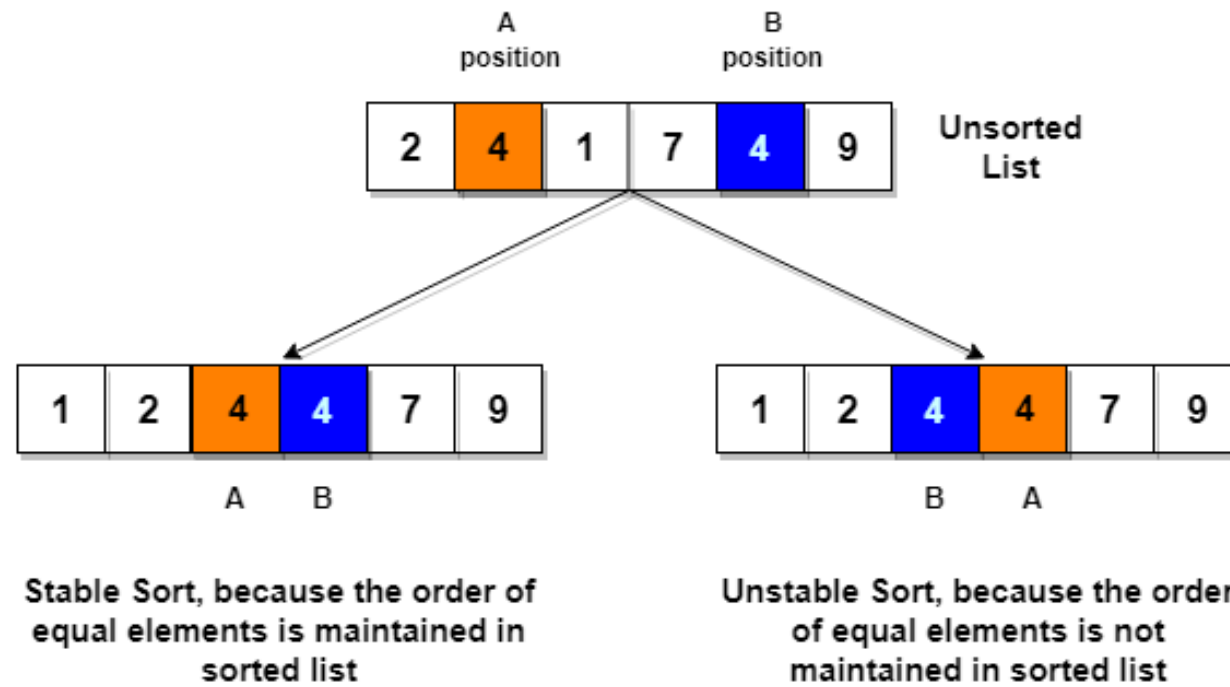 A
position
B
position
2 4 1 7 4 9
Unsorted
List
1 2 4 4 7 9
A B
Stable Sort, because the order of
equal elements is maintained in
sorted list
1 2 4 4 7 9
B A
Unstable Sort, because the order
of equal elements is not
maintained in sorted list